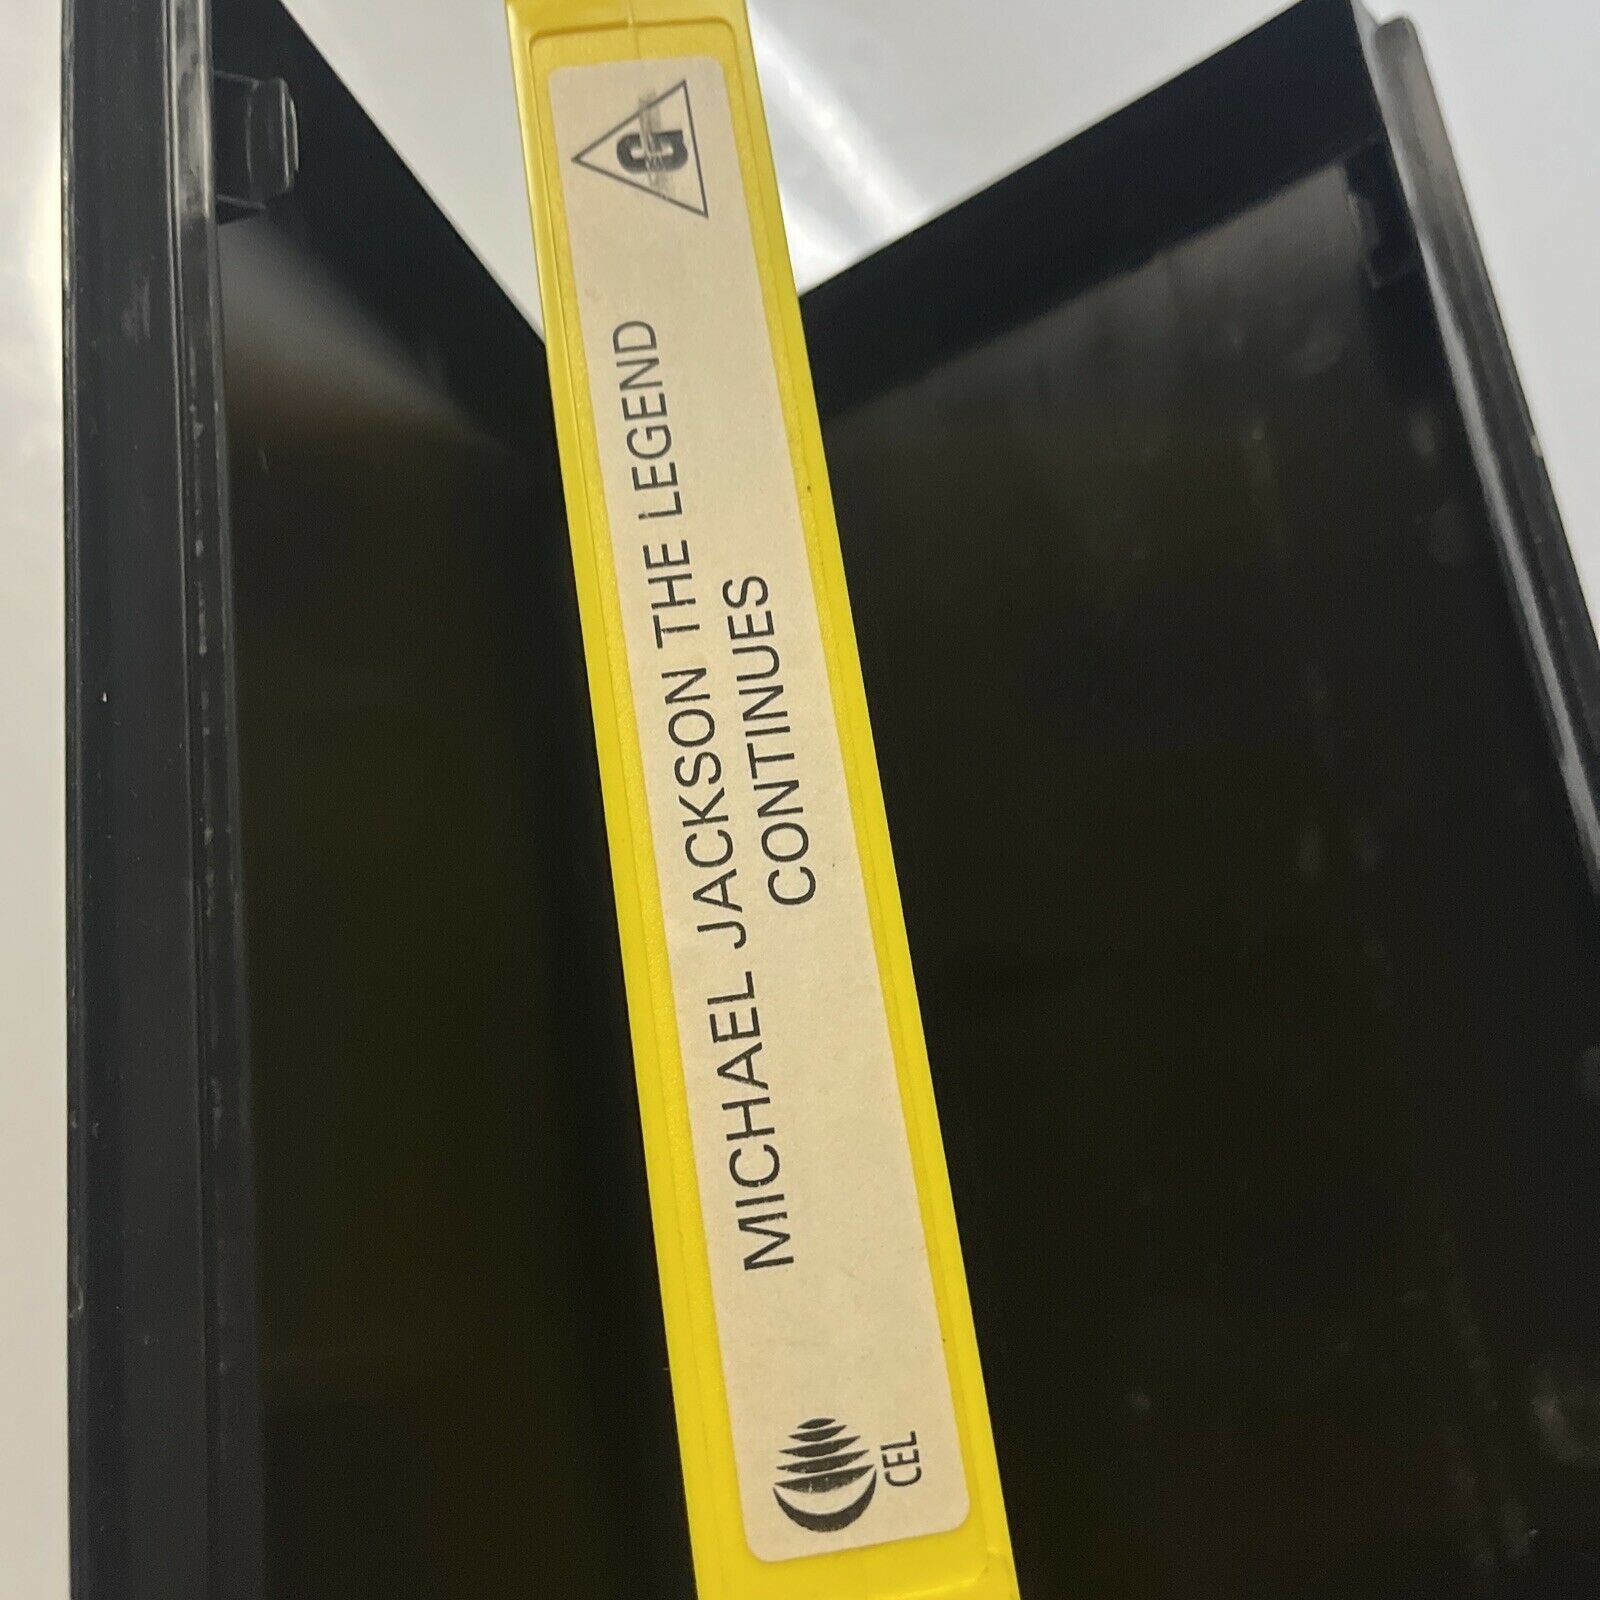 G
MICHAEL JACKSON THE LEGEND
CONTINUES
CEL